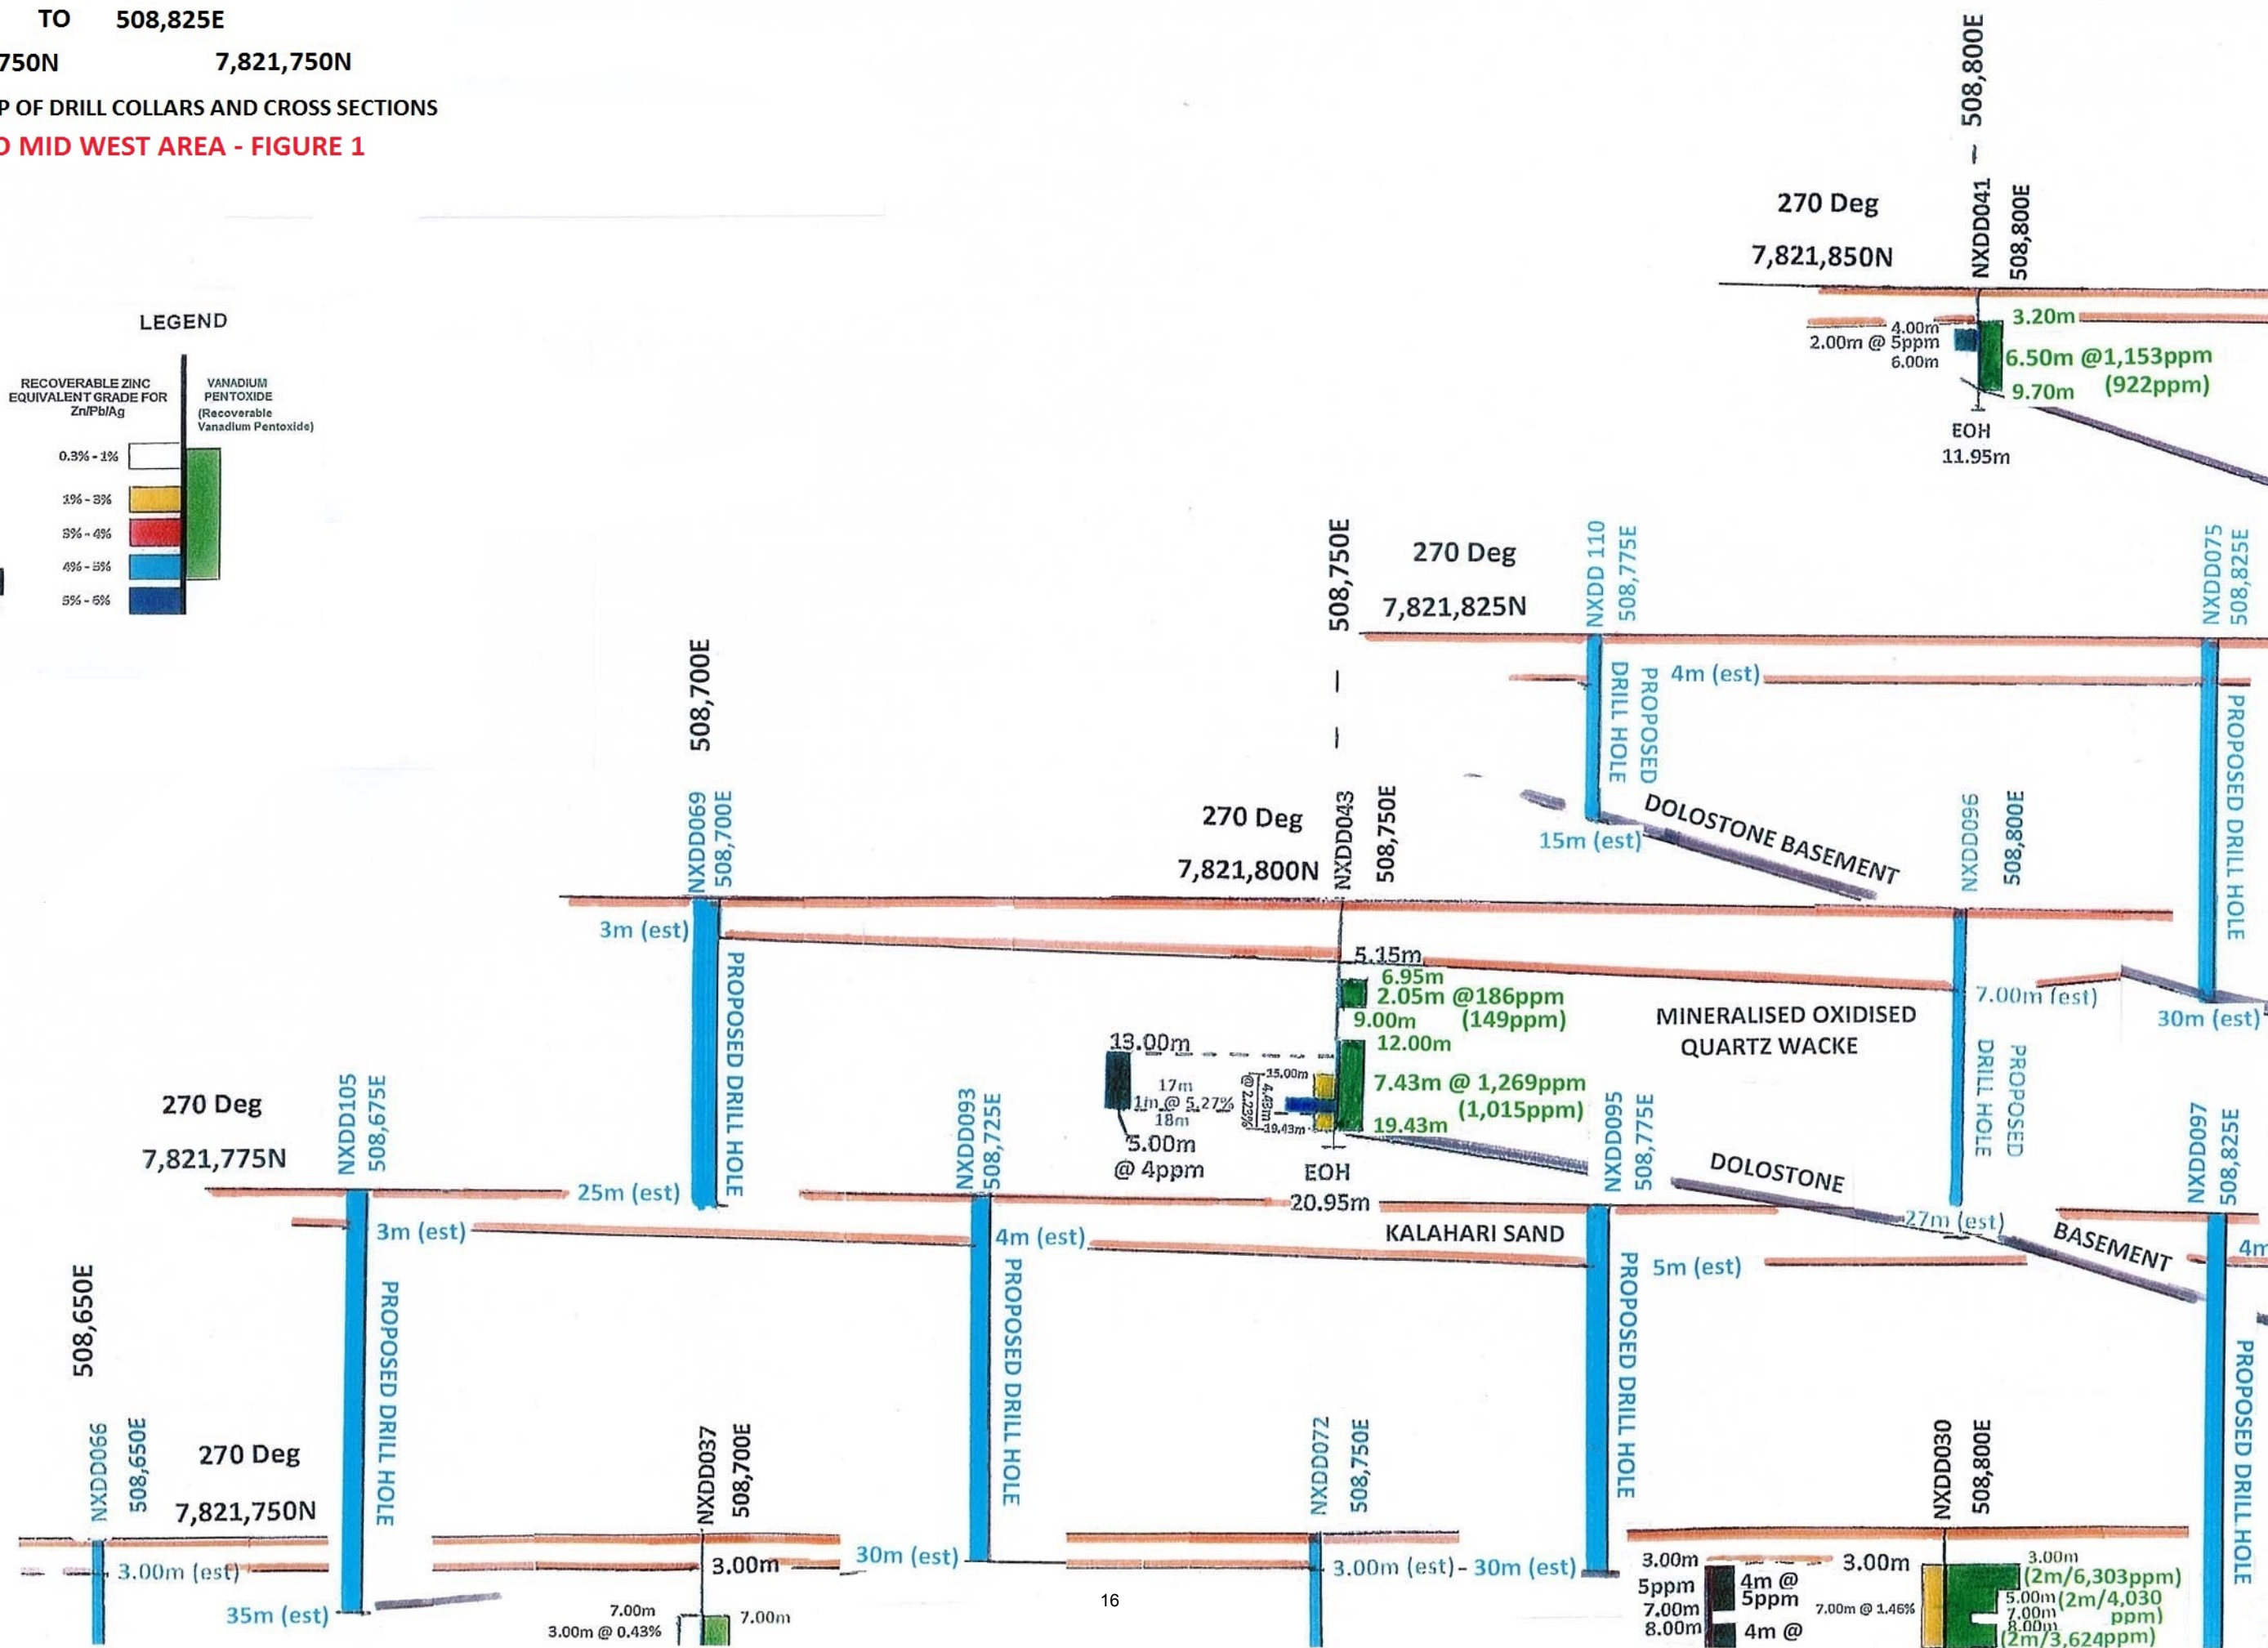 TO 508,825E
750N 7,821,750N
P OF DRILL COLLARS AND CROSS SECTIONS
O MID WEST AREA - FIGURE 1
LEGEND
RECOVERABLE ZINC
EQUIVALENT GRADE FOR
Zn/Pb/Ag
VANADIUM
PENTOXIDE
(Recoverable
Vanadium Pentoxide)
0.3% - 1%
1% - 3%
3% - 4%
4% - 5%
5% - 6%
508,800E
270 Deg
7,821,850N
NXDD041
508,800E
4.00m
2.00m @ 5ppm
6.00m
3.20m
6.50m @1,153ppm
(922ppm)
9.70m
EOH
11.95m
508,750E
270 Deg
7,821,825N
NXDD 110
508,775E
NXDD075
508,825E
PROPOSED
DRILL HOLE
4m (est)
PROPOSED DRILL HOLE
15m (est)
DOLOSTONE BASEMENT
30m (est)
508,700E
NXDD069
508,700E
270 Deg
7,821,800N
NXDD043
508,750E
NXDD096
508,800E
3m (est)
PROPOSED DRILL HOLE
25m (est)
5.15m
6.95m
2.05m @186ppm
9.00m (149ppm)
12.00m
7.43m @ 1,269ppm
(1,015ppm)
19.43m
13.00m
17m
1m @ 5.27%
18m
5.00m
@ 4ppm
15.00m
4.43m
@ 2.23%
19.43m
EOH
20.95m
MINERALISED OXIDISED
QUARTZ WACKE
7.00m (est)
PROPOSED
DRILL HOLE
27m (est)
DOLOSTONE
BASEMENT
270 Deg
7,821,775N
NXDD105
508,675E
NXDD093
508,725E
NXDD095
508,775E
NXDD097
508,825E
3m (est)
PROPOSED DRILL HOLE
35m (est)
4m (est)
PROPOSED DRILL HOLE
30m (est)
KALAHARI SAND
5m (est)
PROPOSED DRILL HOLE
30m (est)
4m
PROPOSED DRILL HOLE
508,650E
NXDD066
508,650E
270 Deg
7,821,750N
NXDD037
508,700E
NXDD072
508,750E
NXDD030
508,800E
3.00m (est)
3.00m
7.00m
3.00m @ 0.43%
7.00m
3.00m (est)
3.00m
5ppm
7.00m
8.00m
4m @
5ppm
4m @
3.00m
7.00m @ 1.46%
3.00m
(2m/6,303ppm)
5.00m (2m/4,030
7.00m ppm)
8.00m
(2m/3,624ppm)
16